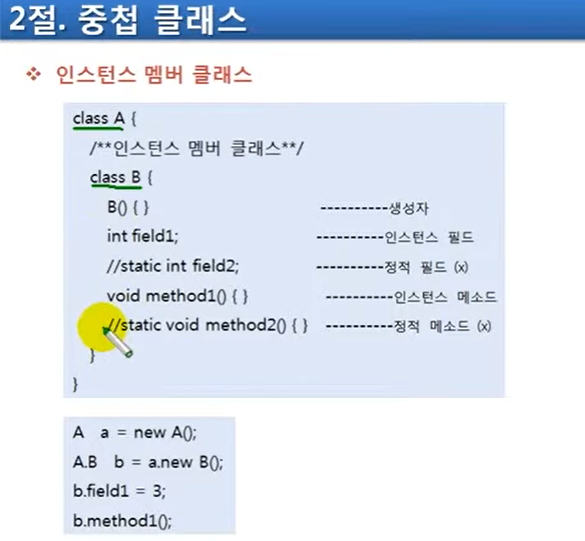 2절. 중첩 클래스
❖ 인스턴스 멤버 클래스
class A {
/**인스턴스 멤버 클래스**/
class B {
B() { } ----------생성자
int field1; ----------인스턴스 필드
//static int field2; ----------정적 필드 (x)
void method1() { } ----------인스턴스 메소드
//static void method2() { } ----------정적 메소드 (x)
}
}
A a = new A();
A.B b = a.new B();
b.field1 = 3;
b.method1();